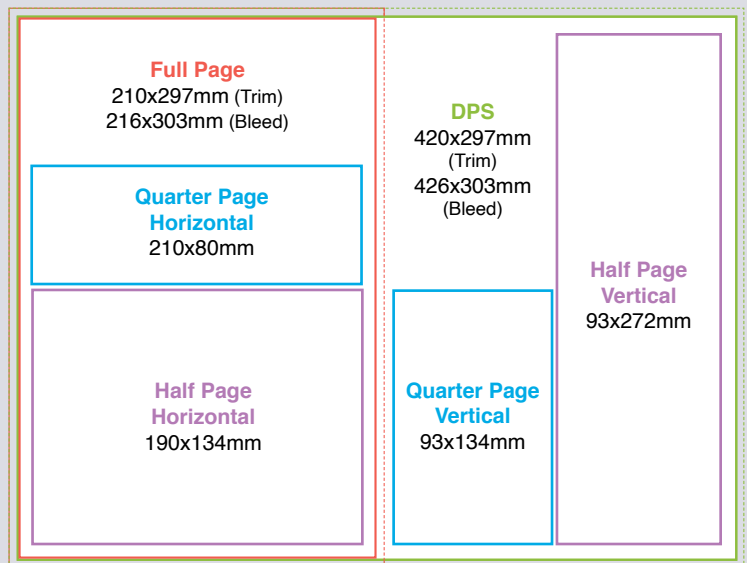 Full Page
210x297mm (Trim)
216x303mm (Bleed)
Quarter Page
Horizontal
210x80mm
Half Page
Horizontal
190x134mm
DPS
420x297mm
(Trim)
426x303mm
(Bleed)
Quarter Page
Vertical
93x134mm
Half Page
Vertical
93x272mm